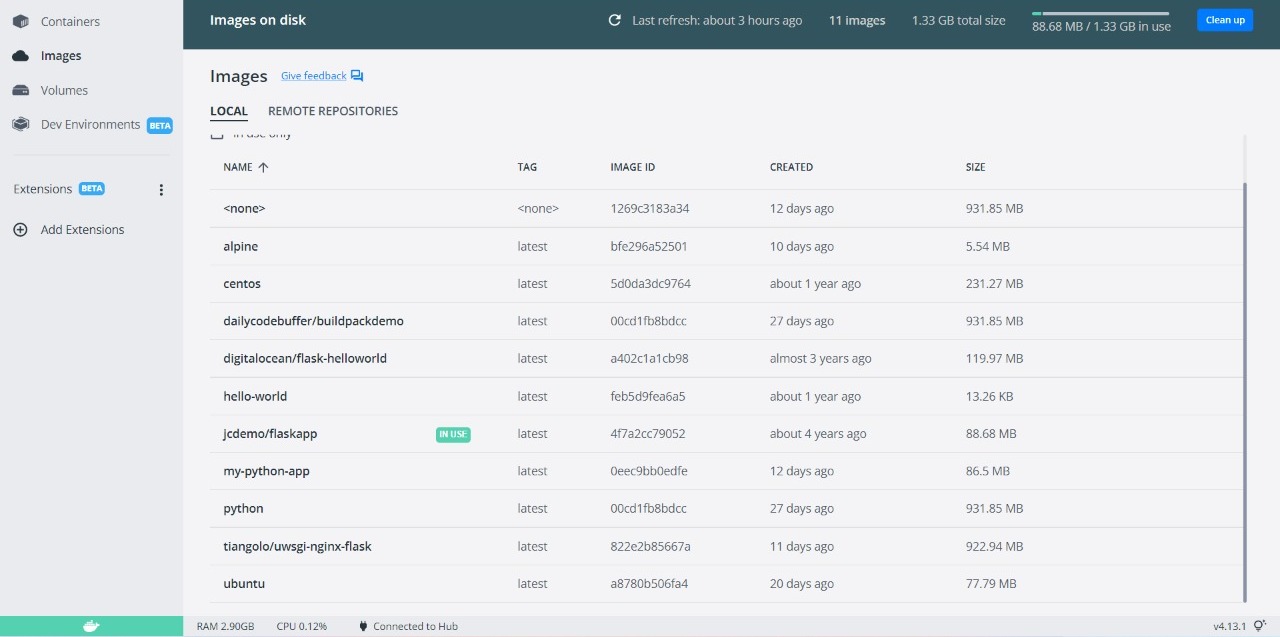 Containers
Images
Volumes
Dev Environments BETA
Extensions BETA
Add Extensions
Images on disk
Last refresh: about 3 hours ago 11 images 1.33 GB total size 88.68 MB / 1.33 GB in use Clean up
Images Give feedback
LOCAL REMOTE REPOSITORIES
In use only
NAME TAG IMAGE ID CREATED SIZE
<none> <none> 1269c3183a34 12 days ago 931.85 MB
alpine latest bfe296a52501 10 days ago 5.54 MB
centos latest 5d0da3dc9764 about 1 year ago 231.27 MB
dailycodebuffer/buildpackdemo latest 00cd1fb8bdcc 27 days ago 931.85 MB
digitalocean/flask-helloworld latest a402c1a1cb98 almost 3 years ago 119.97 MB
hello-world latest feb5d9fea6a5 about 1 year ago 13.26 KB
jcdemo/flaskapp IN USE latest 4f7a2cc79052 about 4 years ago 88.68 MB
my-python-app latest 0eec9bb0edfe 12 days ago 86.5 MB
python latest 00cd1fb8bdcc 27 days ago 931.85 MB
tiangolo/uwsgi-nginx-flask latest 822e2b85667a 11 days ago 922.94 MB
ubuntu latest a8780b506fa4 20 days ago 77.79 MB
RAM 2.90GB CPU 0.12% Connected to Hub v4.13.1